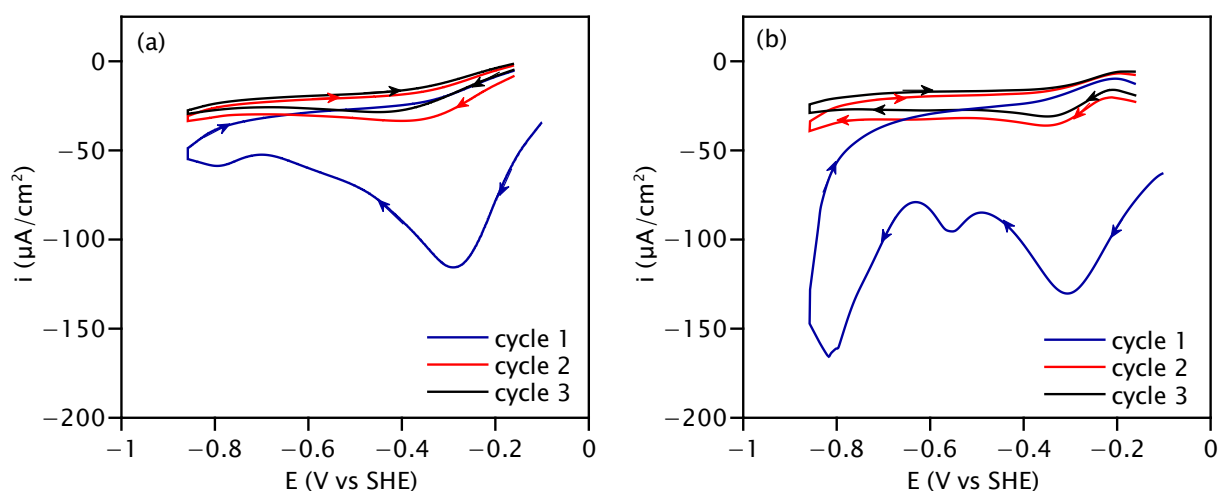 (a)
0
−50
−100
−150
−200
i (µA/cm²)
cycle 1
cycle 2
cycle 3
−1 −0.8 −0.6 −0.4 −0.2 0
E (V vs SHE)
(b)
0
−50
−100
−150
−200
i (µA/cm²)
cycle 1
cycle 2
cycle 3
−1 −0.8 −0.6 −0.4 −0.2 0
E (V vs SHE)